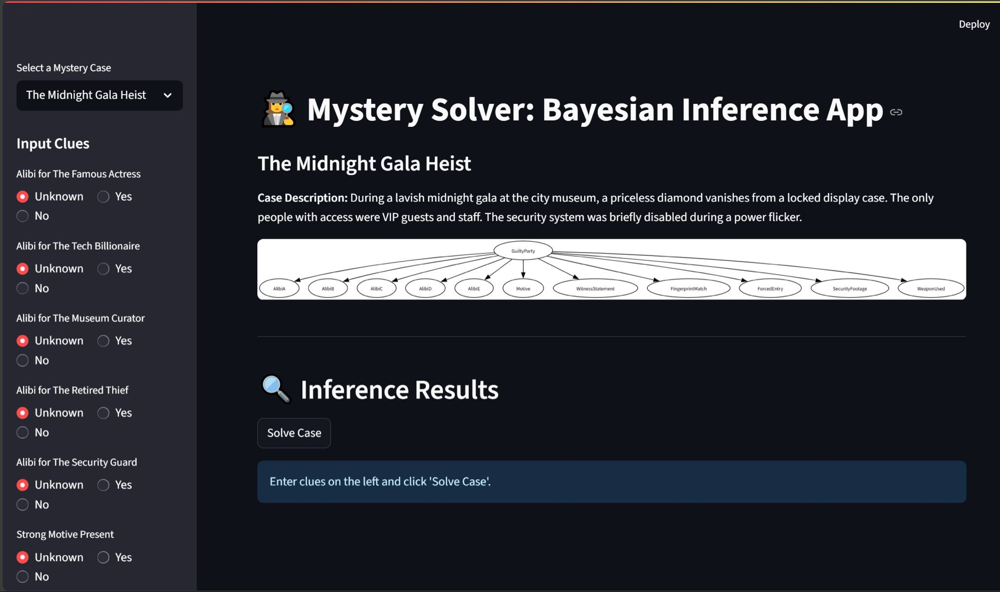 Deploy
Select a Mystery Case
The Midnight Gala Heist
Input Clues
Alibi for The Famous Actress
Unknown Yes
No
Alibi for The Tech Billionaire
Unknown Yes
No
Alibi for The Museum Curator
Unknown Yes
No
Alibi for The Retired Thief
Unknown Yes
No
Alibi for The Security Guard
Unknown Yes
No
Strong Motive Present
Unknown Yes
No
Mystery Solver: Bayesian Inference App
The Midnight Gala Heist
Case Description: During a lavish midnight gala at the city museum, a priceless diamond vanishes from a locked display case. The only
people with access were VIP guests and staff. The security system was briefly disabled during a power flicker.
GuiltyParty
AlibiA AlibiB AlibiC AlibiD AlibiE Motive WitnessStatement FingerprintMatch ForcedEntry SecurityFootage WeaponUsed
Inference Results
Solve Case
Enter clues on the left and click 'Solve Case'.